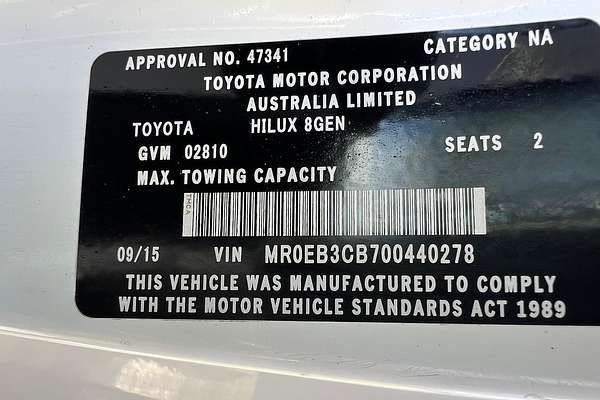 APPROVAL NO. 47341 CATEGORY NA
TOYOTA MOTOR CORPORATION
AUSTRALIA LIMITED
TOYOTA HILUX 8GEN
GVM 02810 SEATS 2
MAX. TOWING CAPACITY
TMCA
09/15 VIN MR0EB3CB700440278
THIS VEHICLE WAS MANUFACTURED TO COMPLY
WITH THE MOTOR VEHICLE STANDARDS ACT 1989